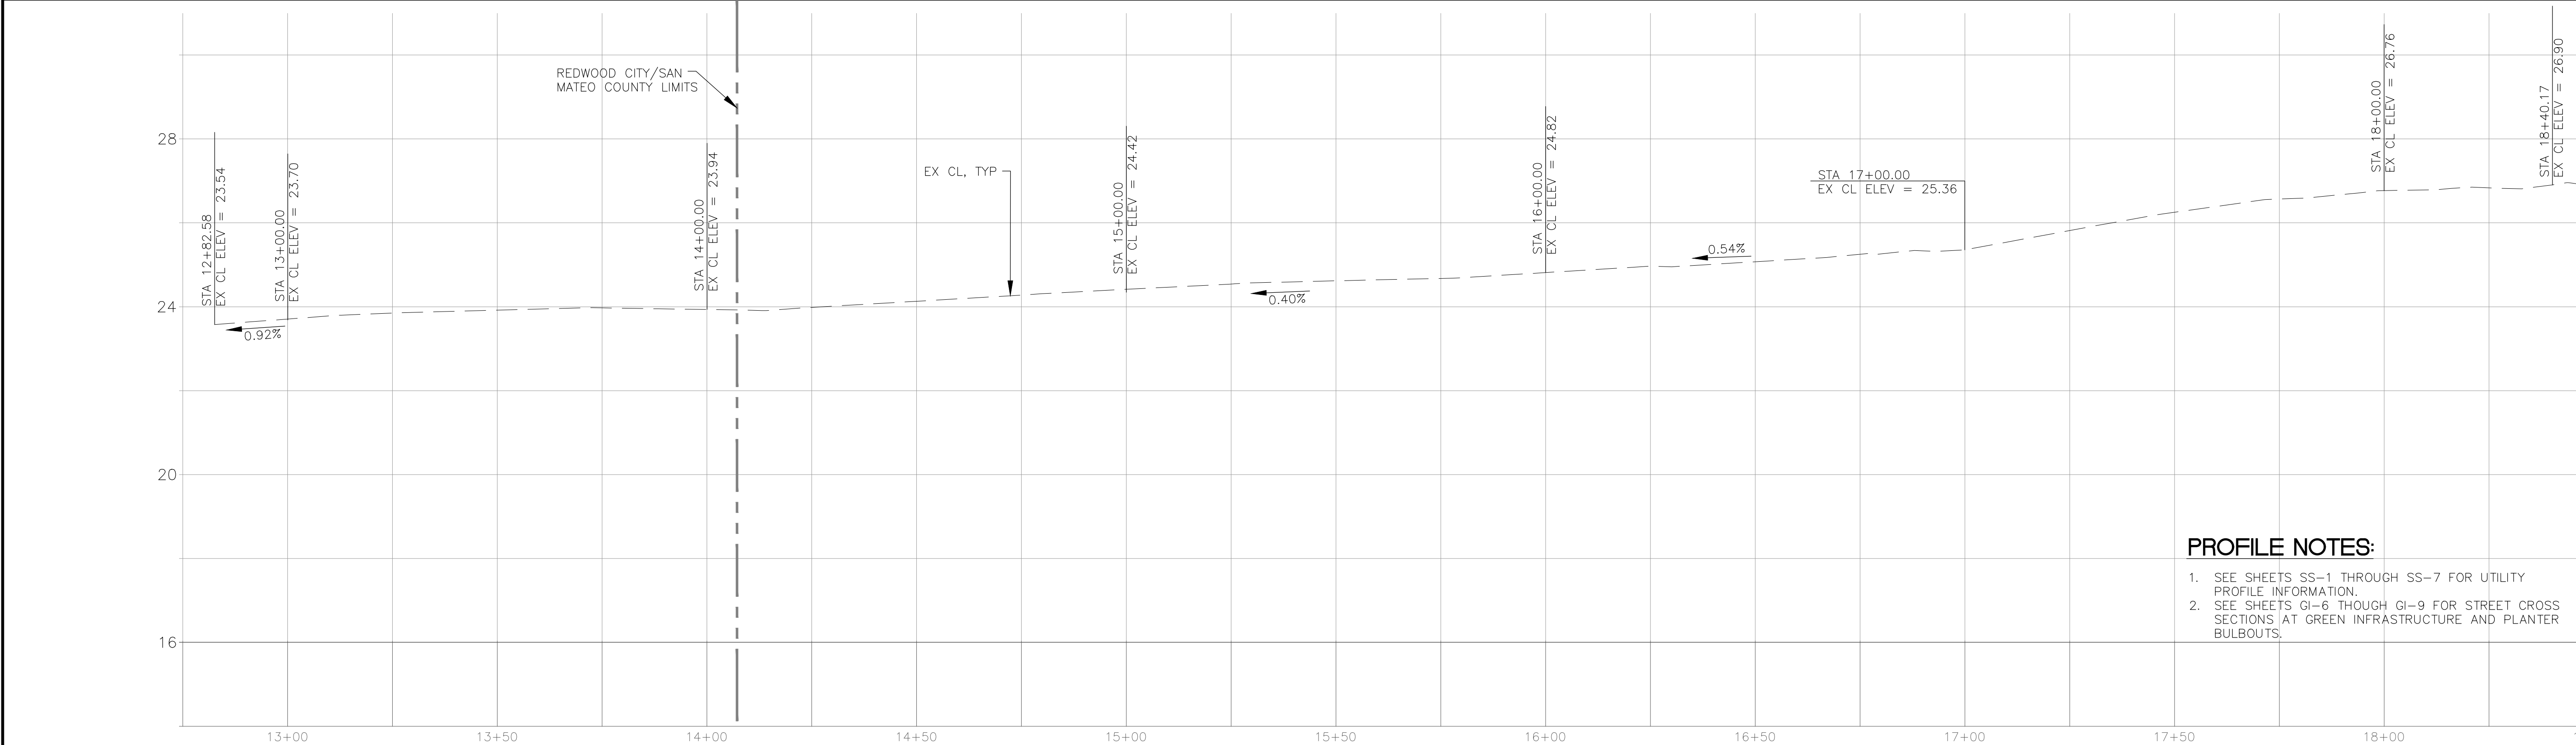 REDWOOD CITY/SAN
MATEO COUNTY LIMITS
28
24
20
16
STA 12+82.58
EX CL ELEV = 23.54
STA 13+00.00
EX CL ELEV = 23.70
0.92%
STA 14+00.00
EX CL ELEV = 23.94
EX CL, TYP
STA 15+00.00
EX CL ELEV = 24.42
0.40%
STA 16+00.00
EX CL ELEV = 24.82
0.54%
STA 17+00.00
EX CL ELEV = 25.36
STA 18+00.00
EX CL ELEV = 26.76
STA 18+40.17
EX CL ELEV = 26.90
PROFILE NOTES:
1. SEE SHEETS SS-1 THROUGH SS-7 FOR UTILITY
PROFILE INFORMATION.
2. SEE SHEETS GI-6 THOUGH GI-9 FOR STREET CROSS
SECTIONS AT GREEN INFRASTRUCTURE AND PLANTER
BULBOUTS.
13+00
13+50
14+00
14+50
15+00
15+50
16+00
16+50
17+00
17+50
18+00